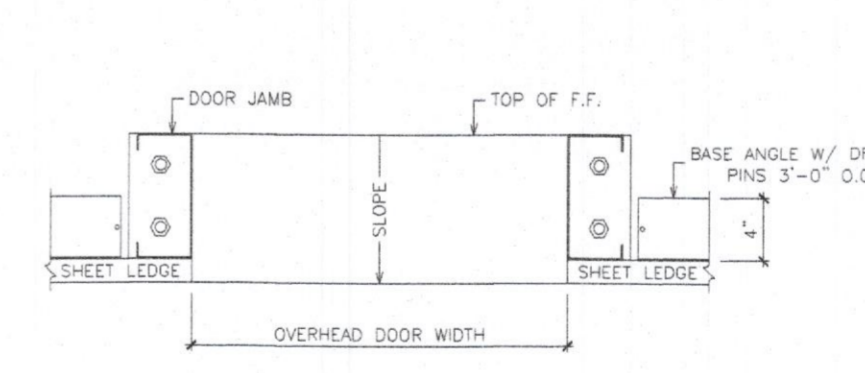 DOOR JAMB
TOP OF F.F.
BASE ANGLE W/
PINS 3'-0"
SLOPE
4"
SHEET LEDGE
SHEET LEDGE
OVERHEAD DOOR WIDTH